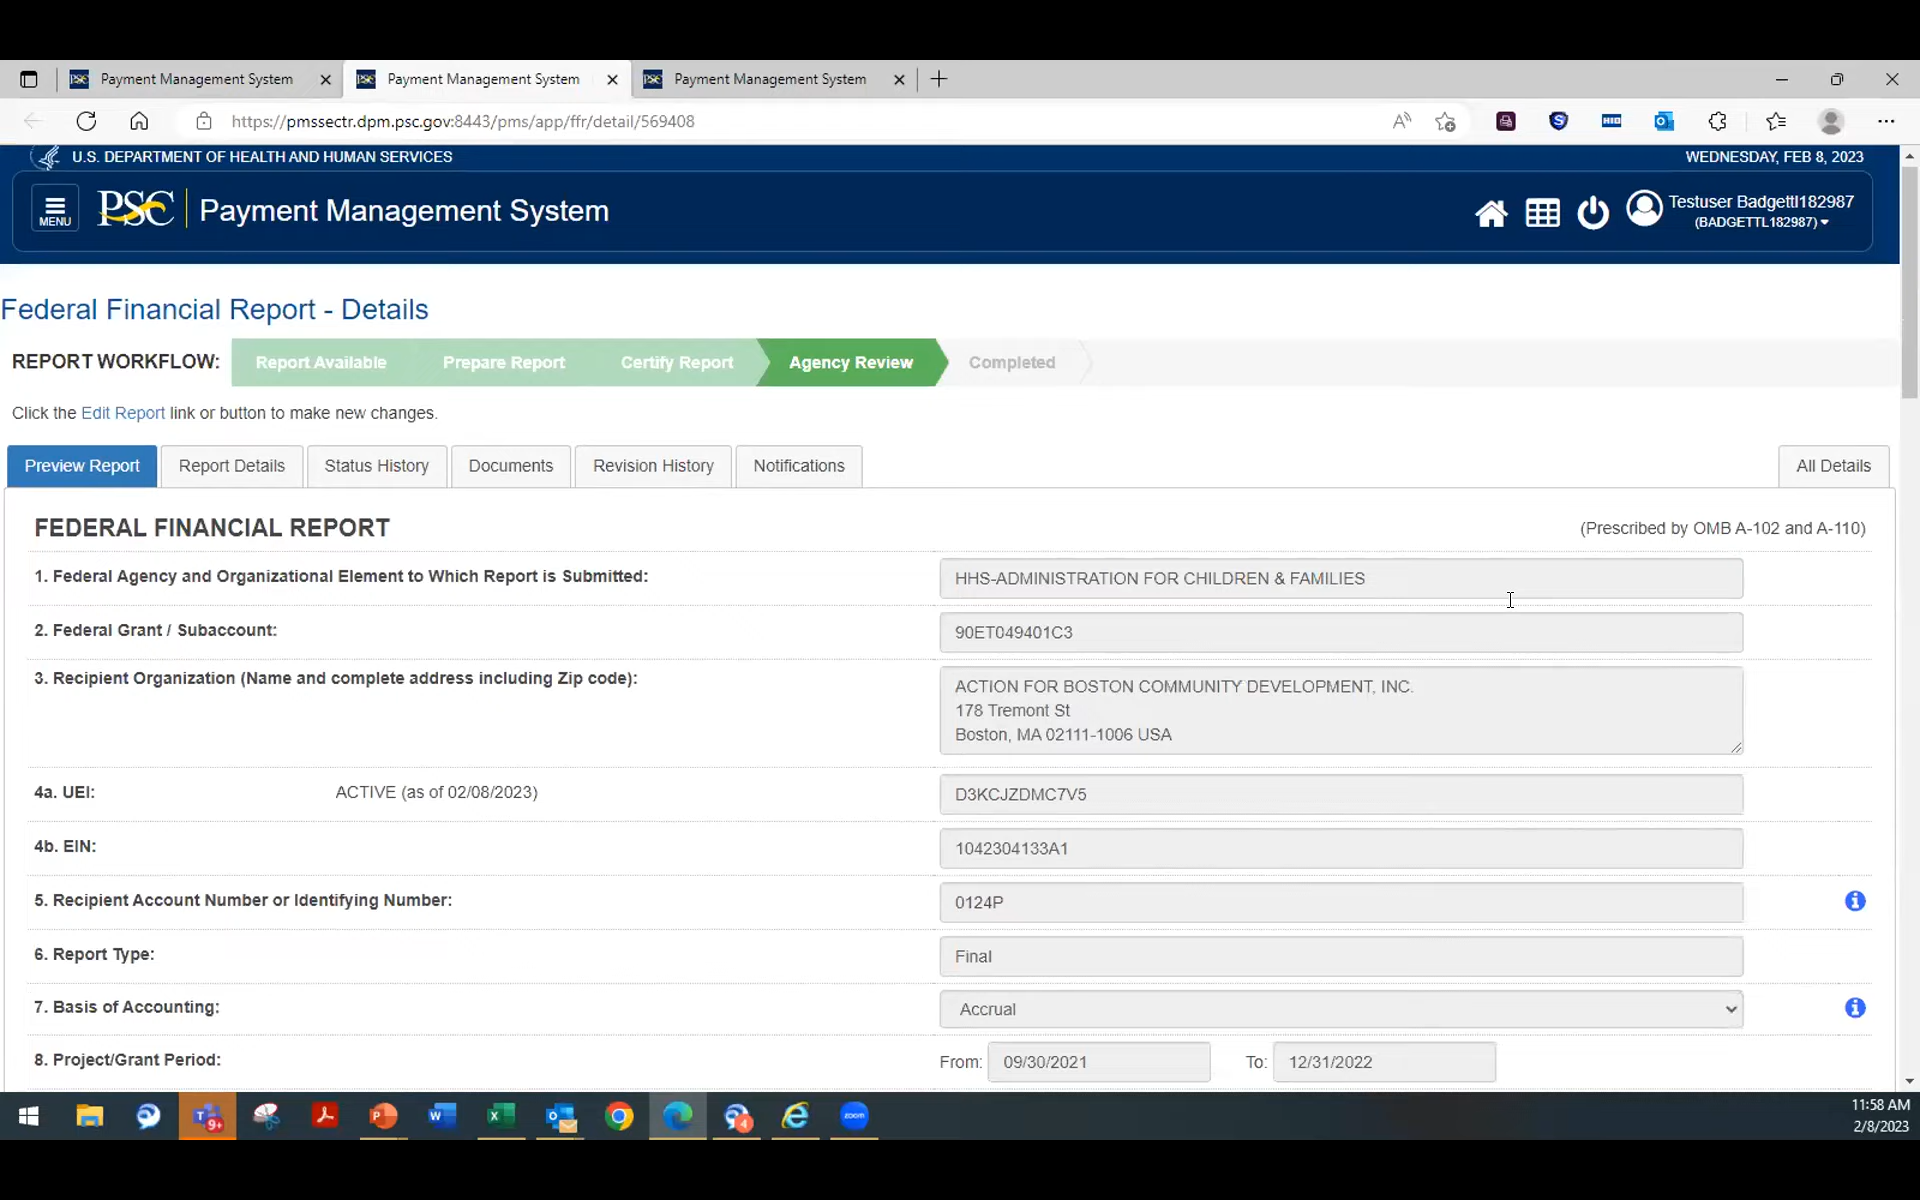 Payment Management System
Payment Management System
Payment Management System
https://pmssectr.dpm.psc.gov:8443/pms/app/ffr/detail/569408
U.S. DEPARTMENT OF HEALTH AND HUMAN SERVICES
WEDNESDAY, FEB 8, 2023
MENU
PSC
Payment Management System
Testuser Badgettl182987
(BADGETTL182987)
Federal Financial Report - Details
REPORT WORKFLOW:
Report Available
Prepare Report
Certify Report
Agency Review
Completed
Click the Edit Report link or button to make new changes.
Preview Report
Report Details
Status History
Documents
Revision History
Notifications
All Details
FEDERAL FINANCIAL REPORT
(Prescribed by OMB A-102 and A-110)
1. Federal Agency and Organizational Element to Which Report is Submitted:
HHS-ADMINISTRATION FOR CHILDREN & FAMILIES
2. Federal Grant / Subaccount:
90ET049401C3
3. Recipient Organization (Name and complete address including Zip code):
ACTION FOR BOSTON COMMUNITY DEVELOPMENT, INC.
178 Tremont St
Boston, MA 02111-1006 USA
4a. UEI:
ACTIVE (as of 02/08/2023)
D3KCJZDMC7V5
4b. EIN:
1042304133A1
5. Recipient Account Number or Identifying Number:
0124P
6. Report Type:
Final
7. Basis of Accounting:
Accrual
8. Project/Grant Period:
From:
09/30/2021
To:
12/31/2022
9+
4
zoom
11:58 AM
2/8/2023